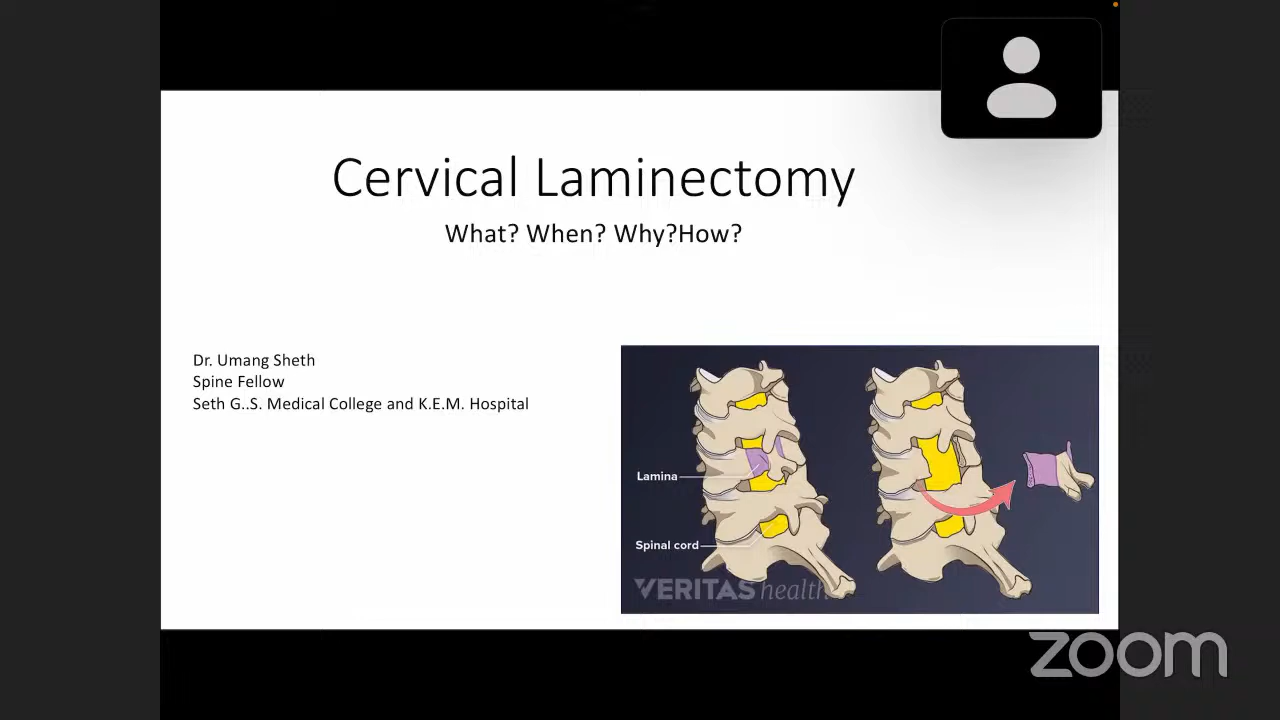 Cervical Laminectomy
What? When? Why?How?
Dr. Umang Sheth
Spine Fellow
Seth G..S. Medical College and K.E.M. Hospital
Lamina
Spinal cord
VERITAS health
zoom